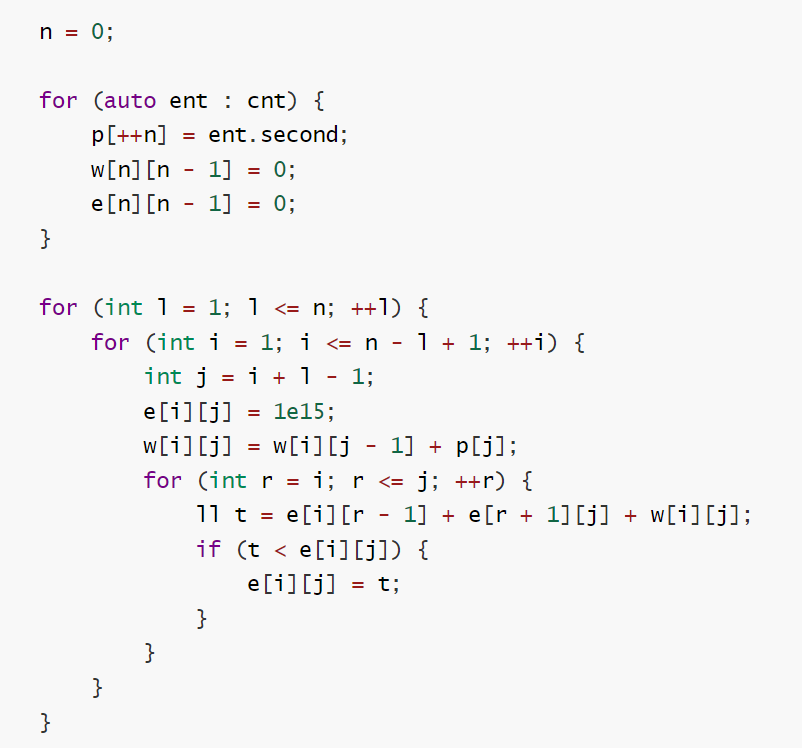 n = 0;
for (auto ent : cnt) {
    p[++n] = ent.second;
    w[n][n - 1] = 0;
    e[n][n - 1] = 0;
}
for (int l = 1; l <= n; ++l) {
    for (int i = 1; i <= n - l + 1; ++i) {
        int j = i + l - 1;
        e[i][j] = 1e15;
        w[i][j] = w[i][j - 1] + p[j];
        for (int r = i; r <= j; ++r) {
            ll t = e[i][r - 1] + e[r + 1][j] + w[i][j];
            if (t < e[i][j]) {
                e[i][j] = t;
            }
        }
    }
}